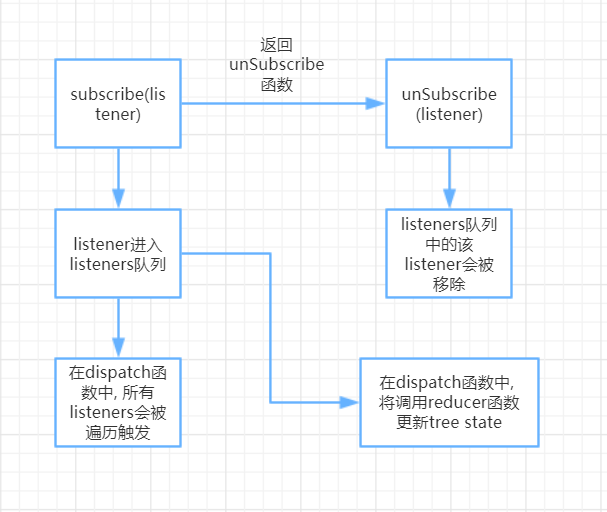 返回
unSubscribe
函数
subscribe(lis
tener)
unSubscribe
(listener)
listener进入
listeners队列
listeners队列
中的该
listener会被
移除
在dispatch函
数中, 所有
listeners会被
遍历触发
在dispatch函数中,
将调用reducer函数
更新tree state